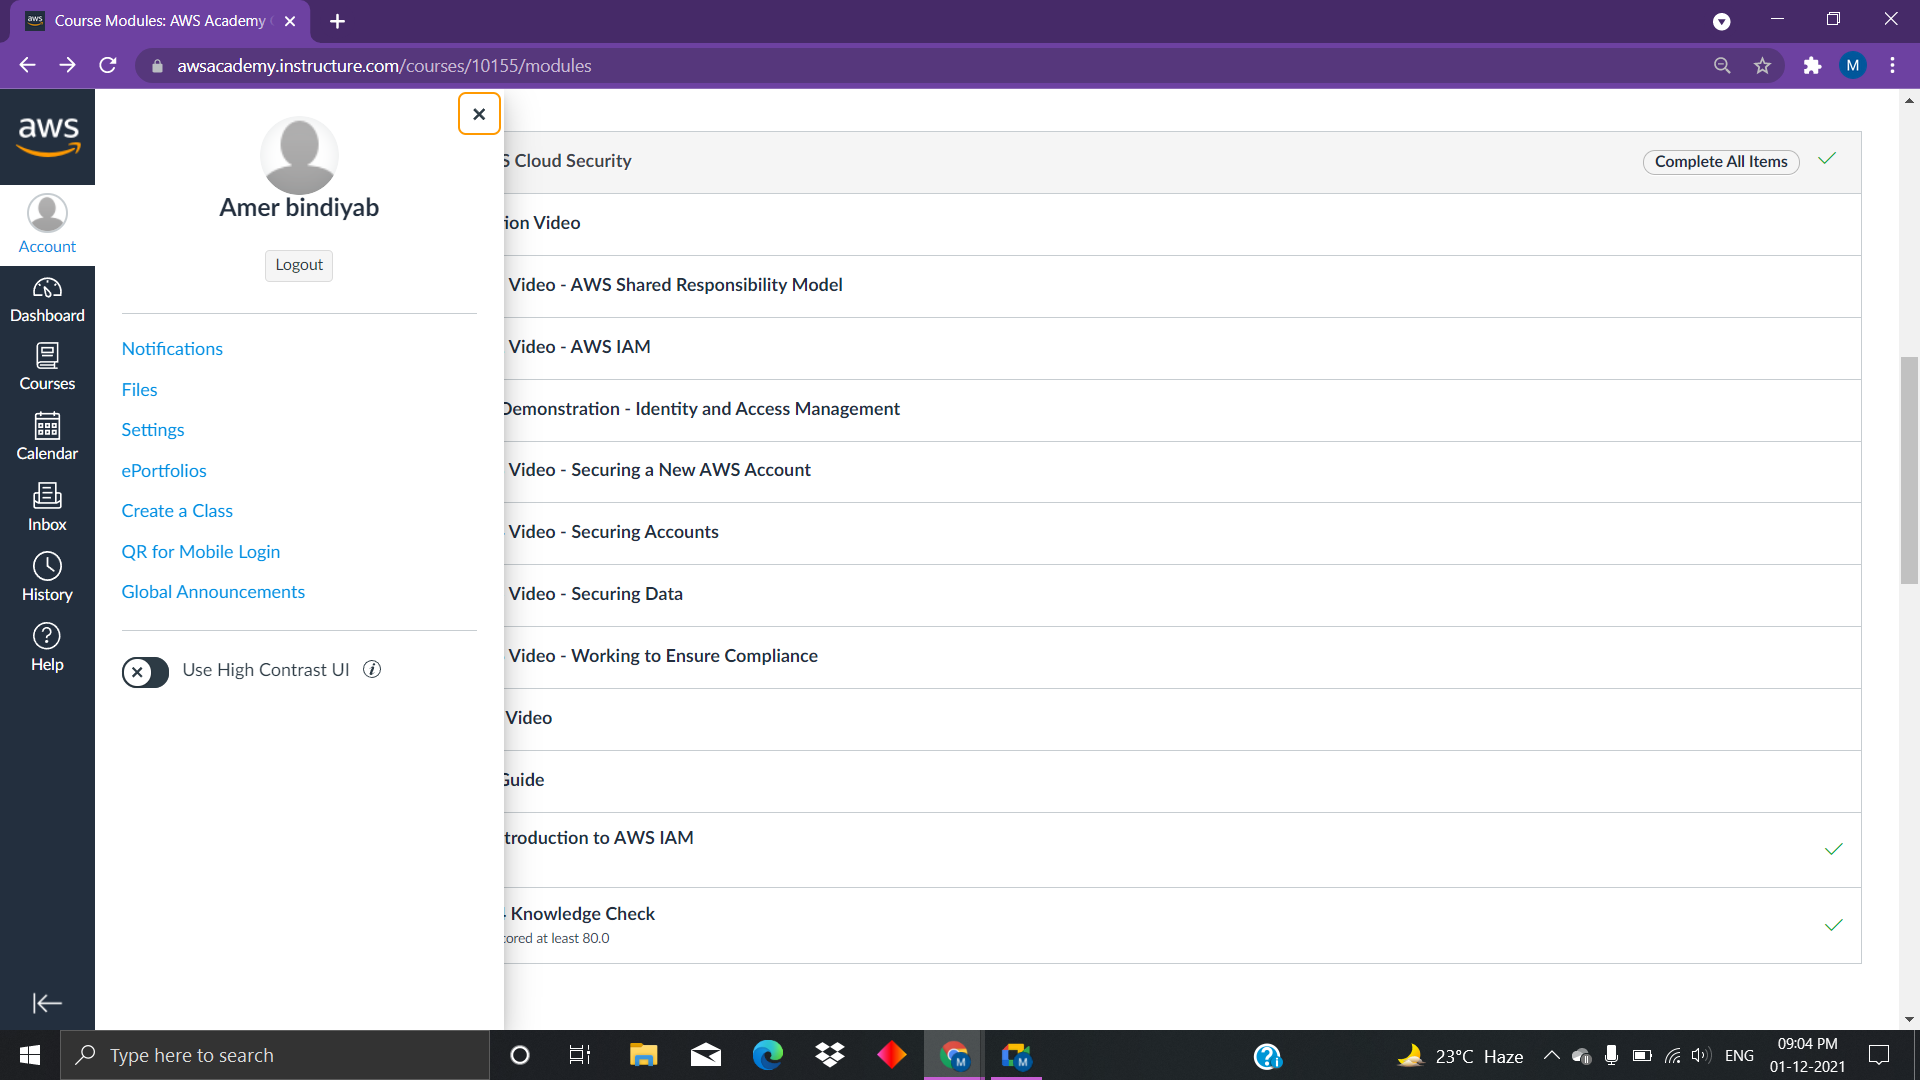 aws
Course Modules: AWS Academy
awsacademy.instructure.com/courses/10155/modules
M
aws
Account
Dashboard
Courses
Calendar
Inbox
History
Help
Amer bindiyab
Logout
Notifications
Files
Settings
ePortfolios
Create a Class
QR for Mobile Login
Global Announcements
Use High Contrast UI
S Cloud Security
Complete All Items
ion Video
Video - AWS Shared Responsibility Model
Video - AWS IAM
Demonstration - Identity and Access Management
Video - Securing a New AWS Account
Video - Securing Accounts
Video - Securing Data
Video - Working to Ensure Compliance
Video
Guide
troduction to AWS IAM
Knowledge Check
cored at least 80.0
Type here to search
M
M
23°C Haze
ENG
09:04 PM
01-12-2021